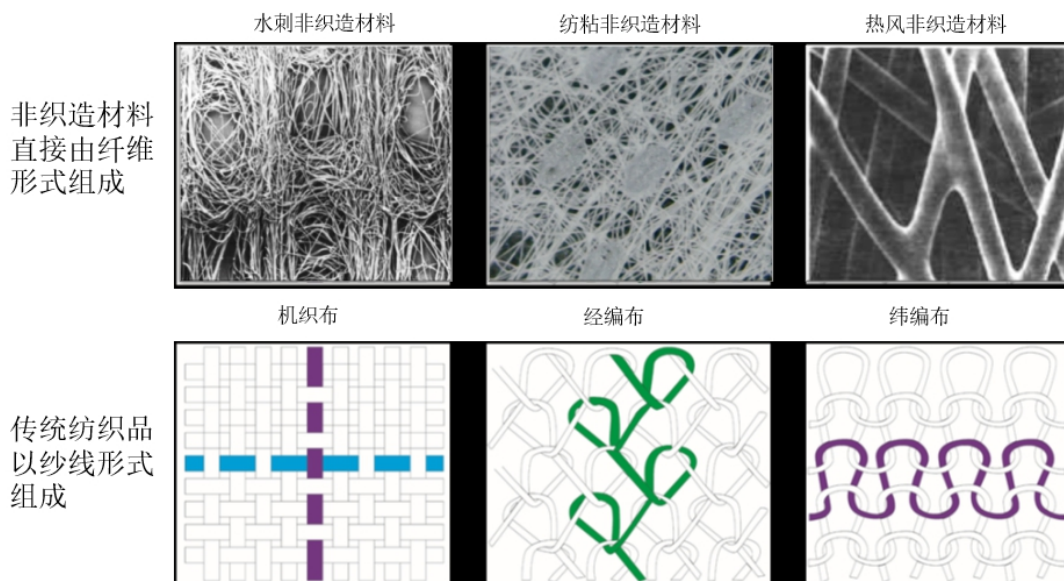 水刺非织造材料
纺粘非织造材料
热风非织造材料
非织造材料
直接由纤维
形式组成
机织布
经编布
纬编布
传统纺织品
以纱线形式
组成